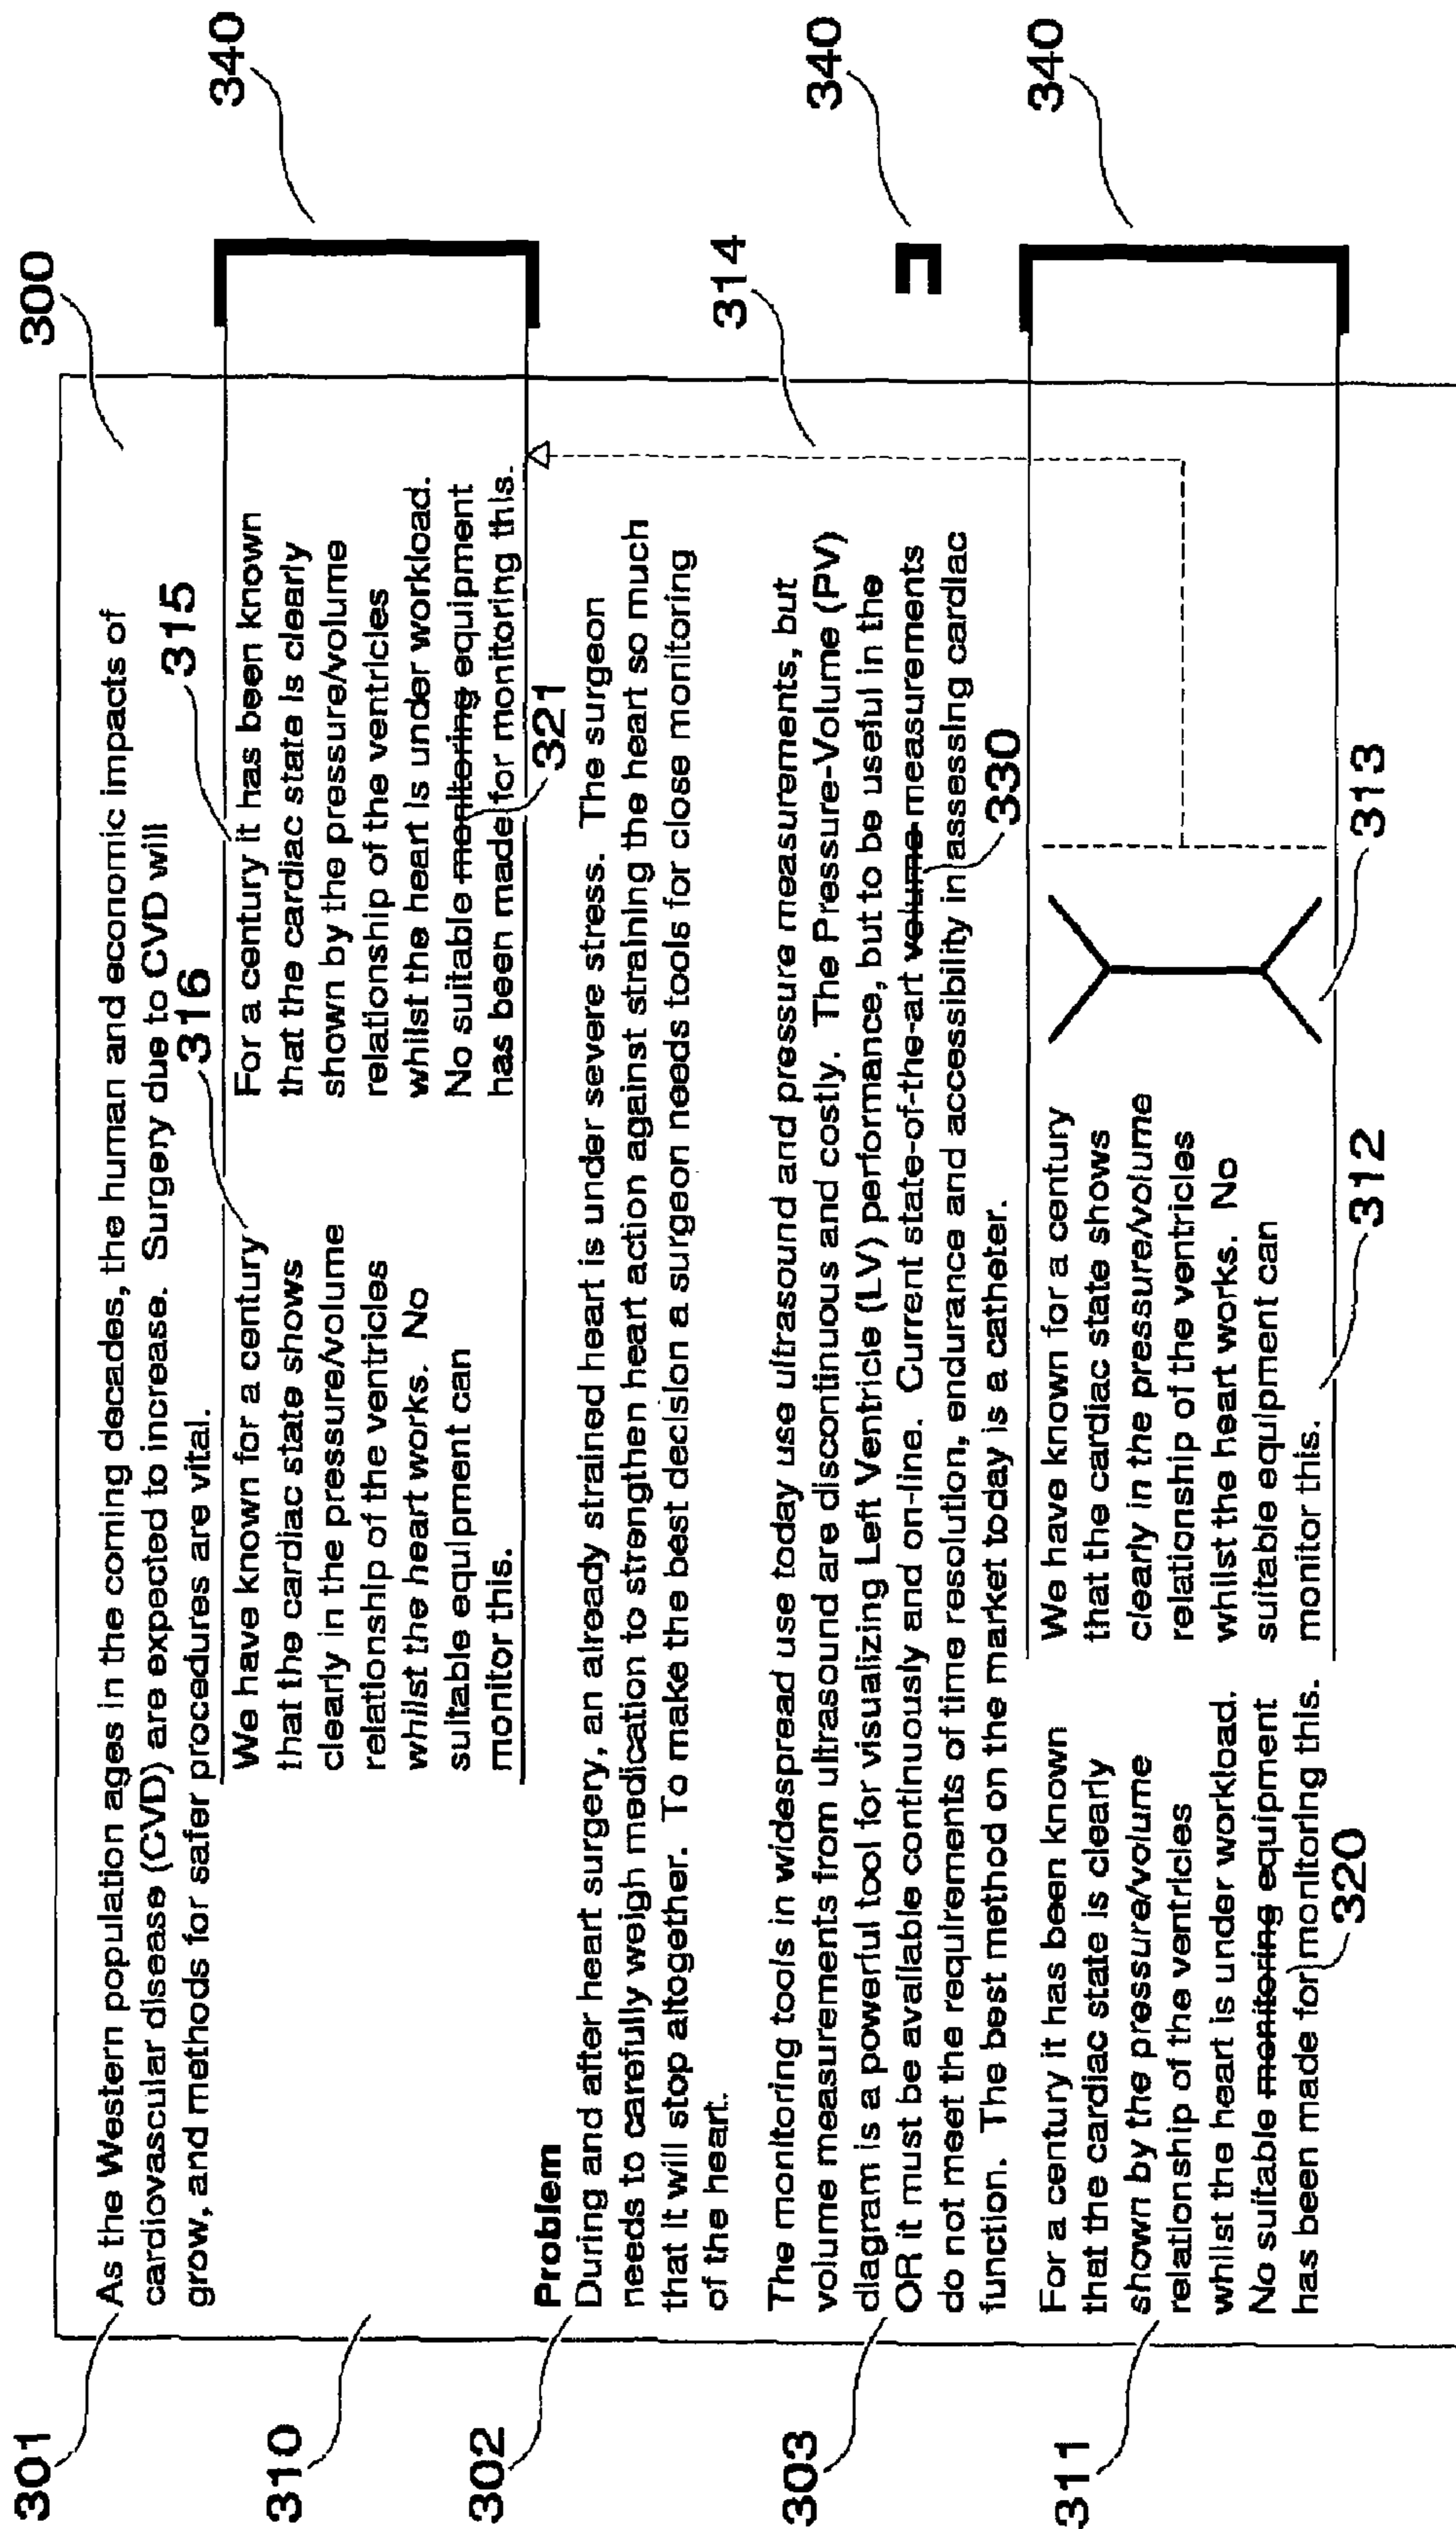 300
301
As the Western population ages in the coming decades, the human and economic impacts of
cardiovascular disease (CVD) are expected to increase. Surgery due to CVD will
grow, and methods for safer procedures are vital.
316
315
340
310
We have known for a century
that the cardiac state shows
clearly in the pressure/volume
relationship of the ventricles
whilst the heart works. No
suitable equipment can
monitor this.
For a century it has been known
that the cardiac state is clearly
shown by the pressure/volume
relationship of the ventricles
whilst the heart is under workload.
No suitable monitoring equipment
has been made for monitoring this.
321
302
Problem
During and after heart surgery, an already strained heart is under severe stress. The surgeon
needs to carefully weigh medication to strengthen heart action against straining the heart so much
that it will stop altogether. To make the best decision a surgeon needs tools for close monitoring
of the heart.
314
340
303
The monitoring tools in widespread use today use ultrasound and pressure measurements, but
volume measurements from ultrasound are discontinuous and costly. The Pressure-Volume (PV)
diagram is a powerful tool for visualizing Left Ventricle (LV) performance, but to be useful in the
OR it must be available continuously and on-line. Current state-of-the-art volume measurements
do not meet the requirements of time resolution, endurance and accessibility in assessing cardiac
function. The best method on the market today is a catheter.
330
340
311
For a century it has been known
that the cardiac state is clearly
shown by the pressure/volume
relationship of the ventricles
whilst the heart is under workload.
No suitable monitoring equipment
has been made for monitoring this.
We have known for a century
that the cardiac state shows
clearly in the pressure/volume
relationship of the ventricles
whilst the heart works. No
suitable equipment can
monitor this.
320
312
313